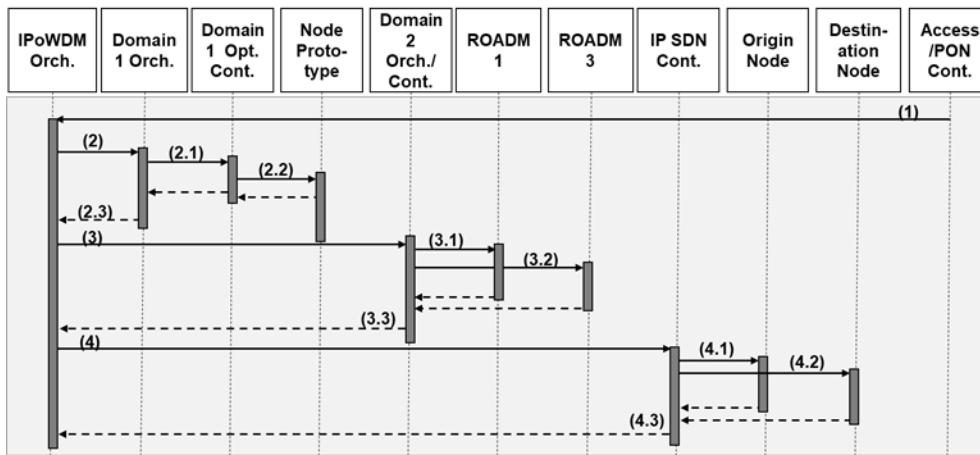 IPoWDM
Orch.
Domain
1 Orch.
Domain
1 Opt.
Cont.
Node
Proto-
type
Domain
2
Orch./
Cont.
ROADM
1
ROADM
3
IP SDN
Cont.
Origin
Node
Destin-
ation
Node
Access
/PON
Cont.
(1)
(2)
(2.1)
(2.2)
(2.3)
(3)
(3.1)
(3.2)
(3.3)
(4)
(4.1)
(4.2)
(4.3)